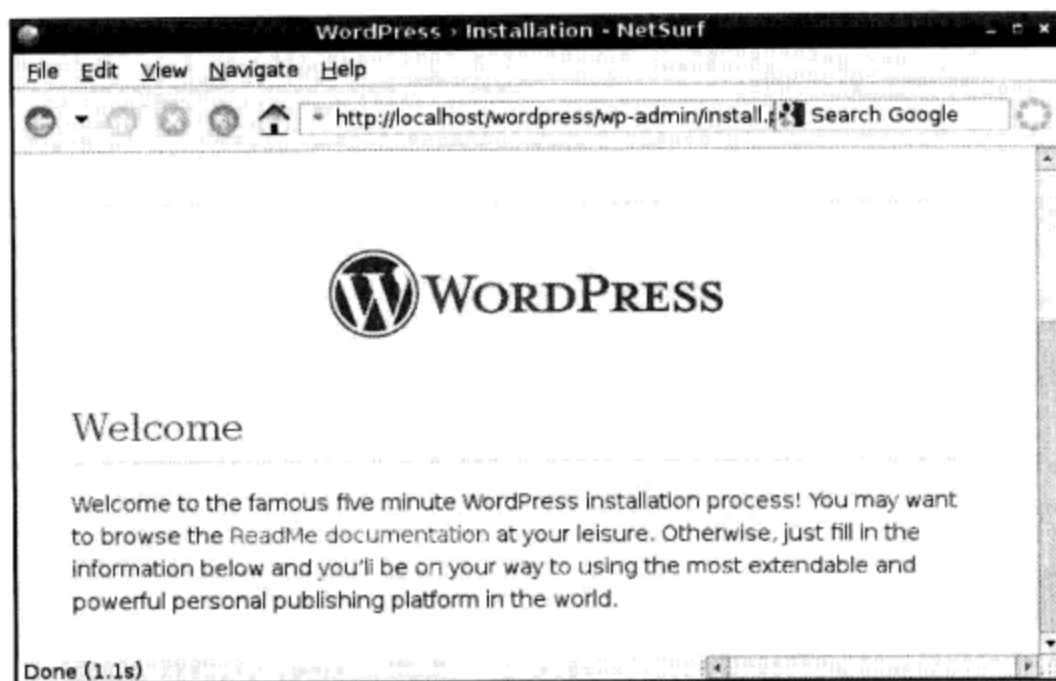 WordPress › Installation - NetSurf
File Edit View Navigate Help
http://localhost/wordpress/wp-admin/install. Search Google
WORDPRESS
Welcome
Welcome to the famous five minute WordPress installation process! You may want
to browse the ReadMe documentation at your leisure. Otherwise, just fill in the
information below and you'll be on your way to using the most extendable and
powerful personal publishing platform in the world.
Done (1.1s)